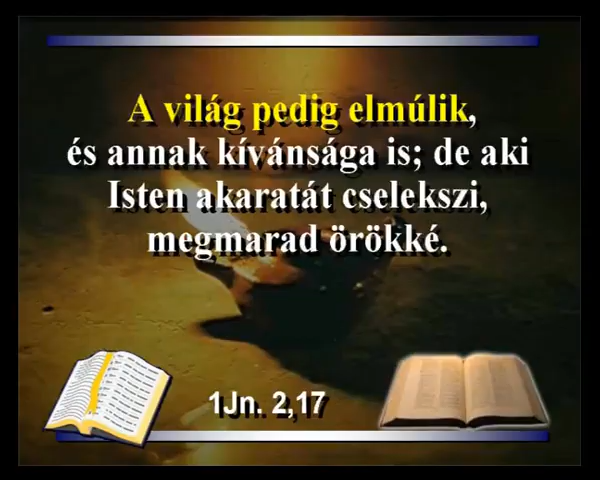 A világ pedig elmúlik,
és annak kívánsága is; de aki
Isten akaratát cselekszi,
megmarad örökké.
1Jn. 2,17